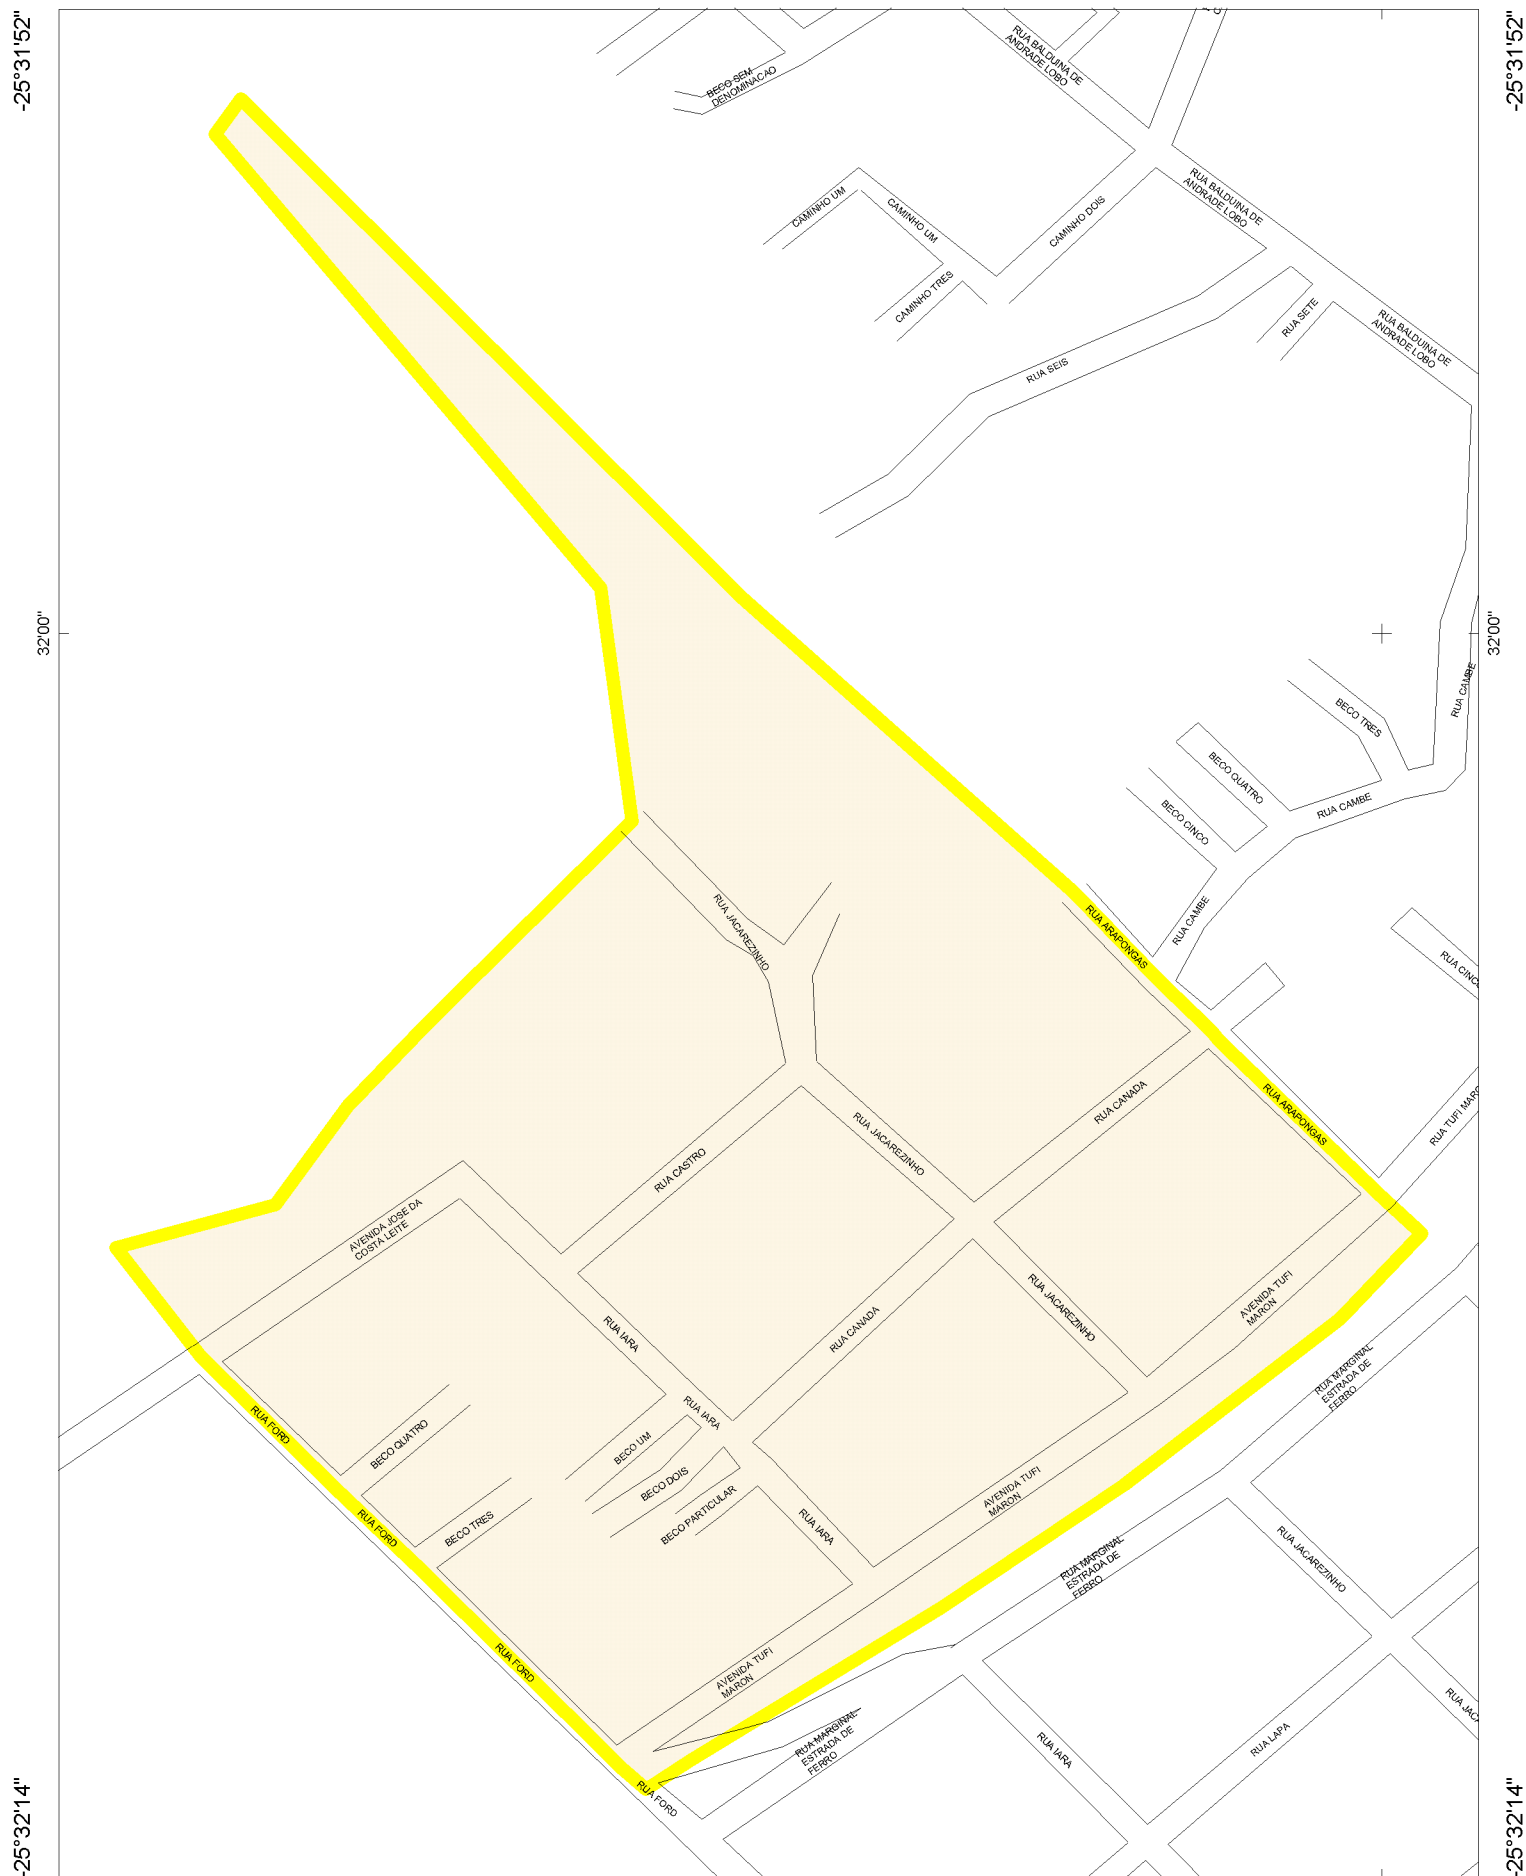 -25°31'52"
-25°31'52"
RUA BALDUINA DE
ANDRADE LOBO
BECO SEM
DENOMINACAO
RUA BALDUINA DE
ANDRADE LOBO
CAMINHO UM
CAMINHO UM
CAMINHO DOIS
CAMINHO TRES
RUA SETE
RUA BALDUINA DE
ANDRADE LOBO
RUA SEIS
32'00"
32'00"
RUA CAMBE
BECO TRES
BECO QUATRO
RUA CAMBE
BECO CINCO
RUA CAMBE
RUA JACAREZINHO
RUA ARAPONGAS
RUA CINCO
RUA CANADA
RUA ARAPONGAS
RUA TUFI MARO
RUA JACAREZINHO
RUA CASTRO
AVENIDA JOSE DA
COSTA LEITE
RUA JACAREZINHO
AVENIDA TUFI
MARON
RUA IARA
RUA CANADA
RUA MARGINAL
ESTRADA DE
FERRO
RUA IARA
RUA FORD
BECO QUATRO
BECO UM
BECO DOIS
AVENIDA TUFI
MARON
BECO PARTICULAR
BECO TRES
RUA FORD
RUA IARA
RUA MARGINAL
ESTRADA DE
FERRO
RUA JACAREZINHO
RUA FORD
AVENIDA TUFI
MARON
RUA JACA
RUA MARGINAL
ESTRADA DE
FERRO
RUA IARA
RUA LAPA
RUA FORD
-25°32'14"
-25°32'14"